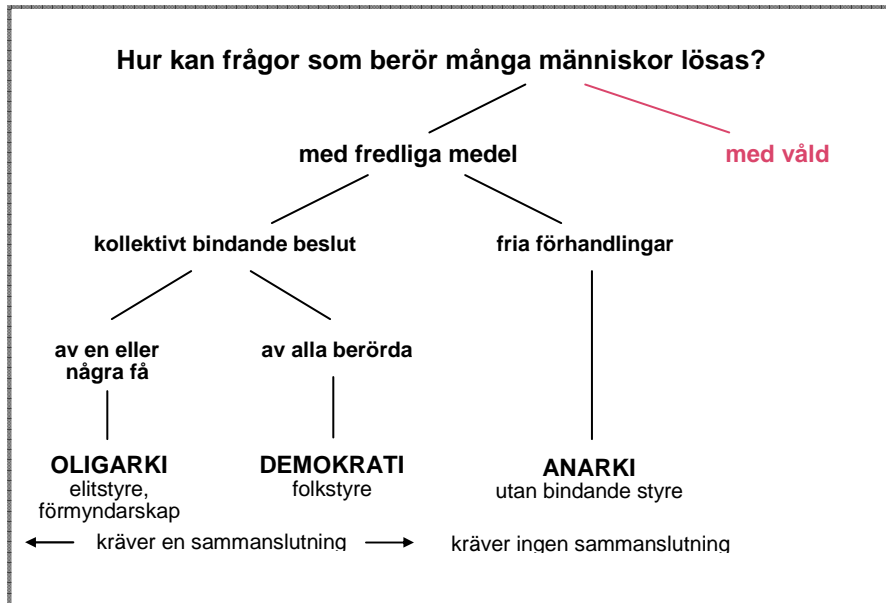 Hur kan frågor som berör många människor lösas?
med fredliga medel
med våld
kollektivt bindande beslut
fria förhandlingar
av en eller
några få
av alla berörda
OLIGARKI
elitstyre,
förmyndarskap
DEMOKRATI
folkstyre
ANARKI
utan bindande styre
kräver en sammanslutning
kräver ingen sammanslutning